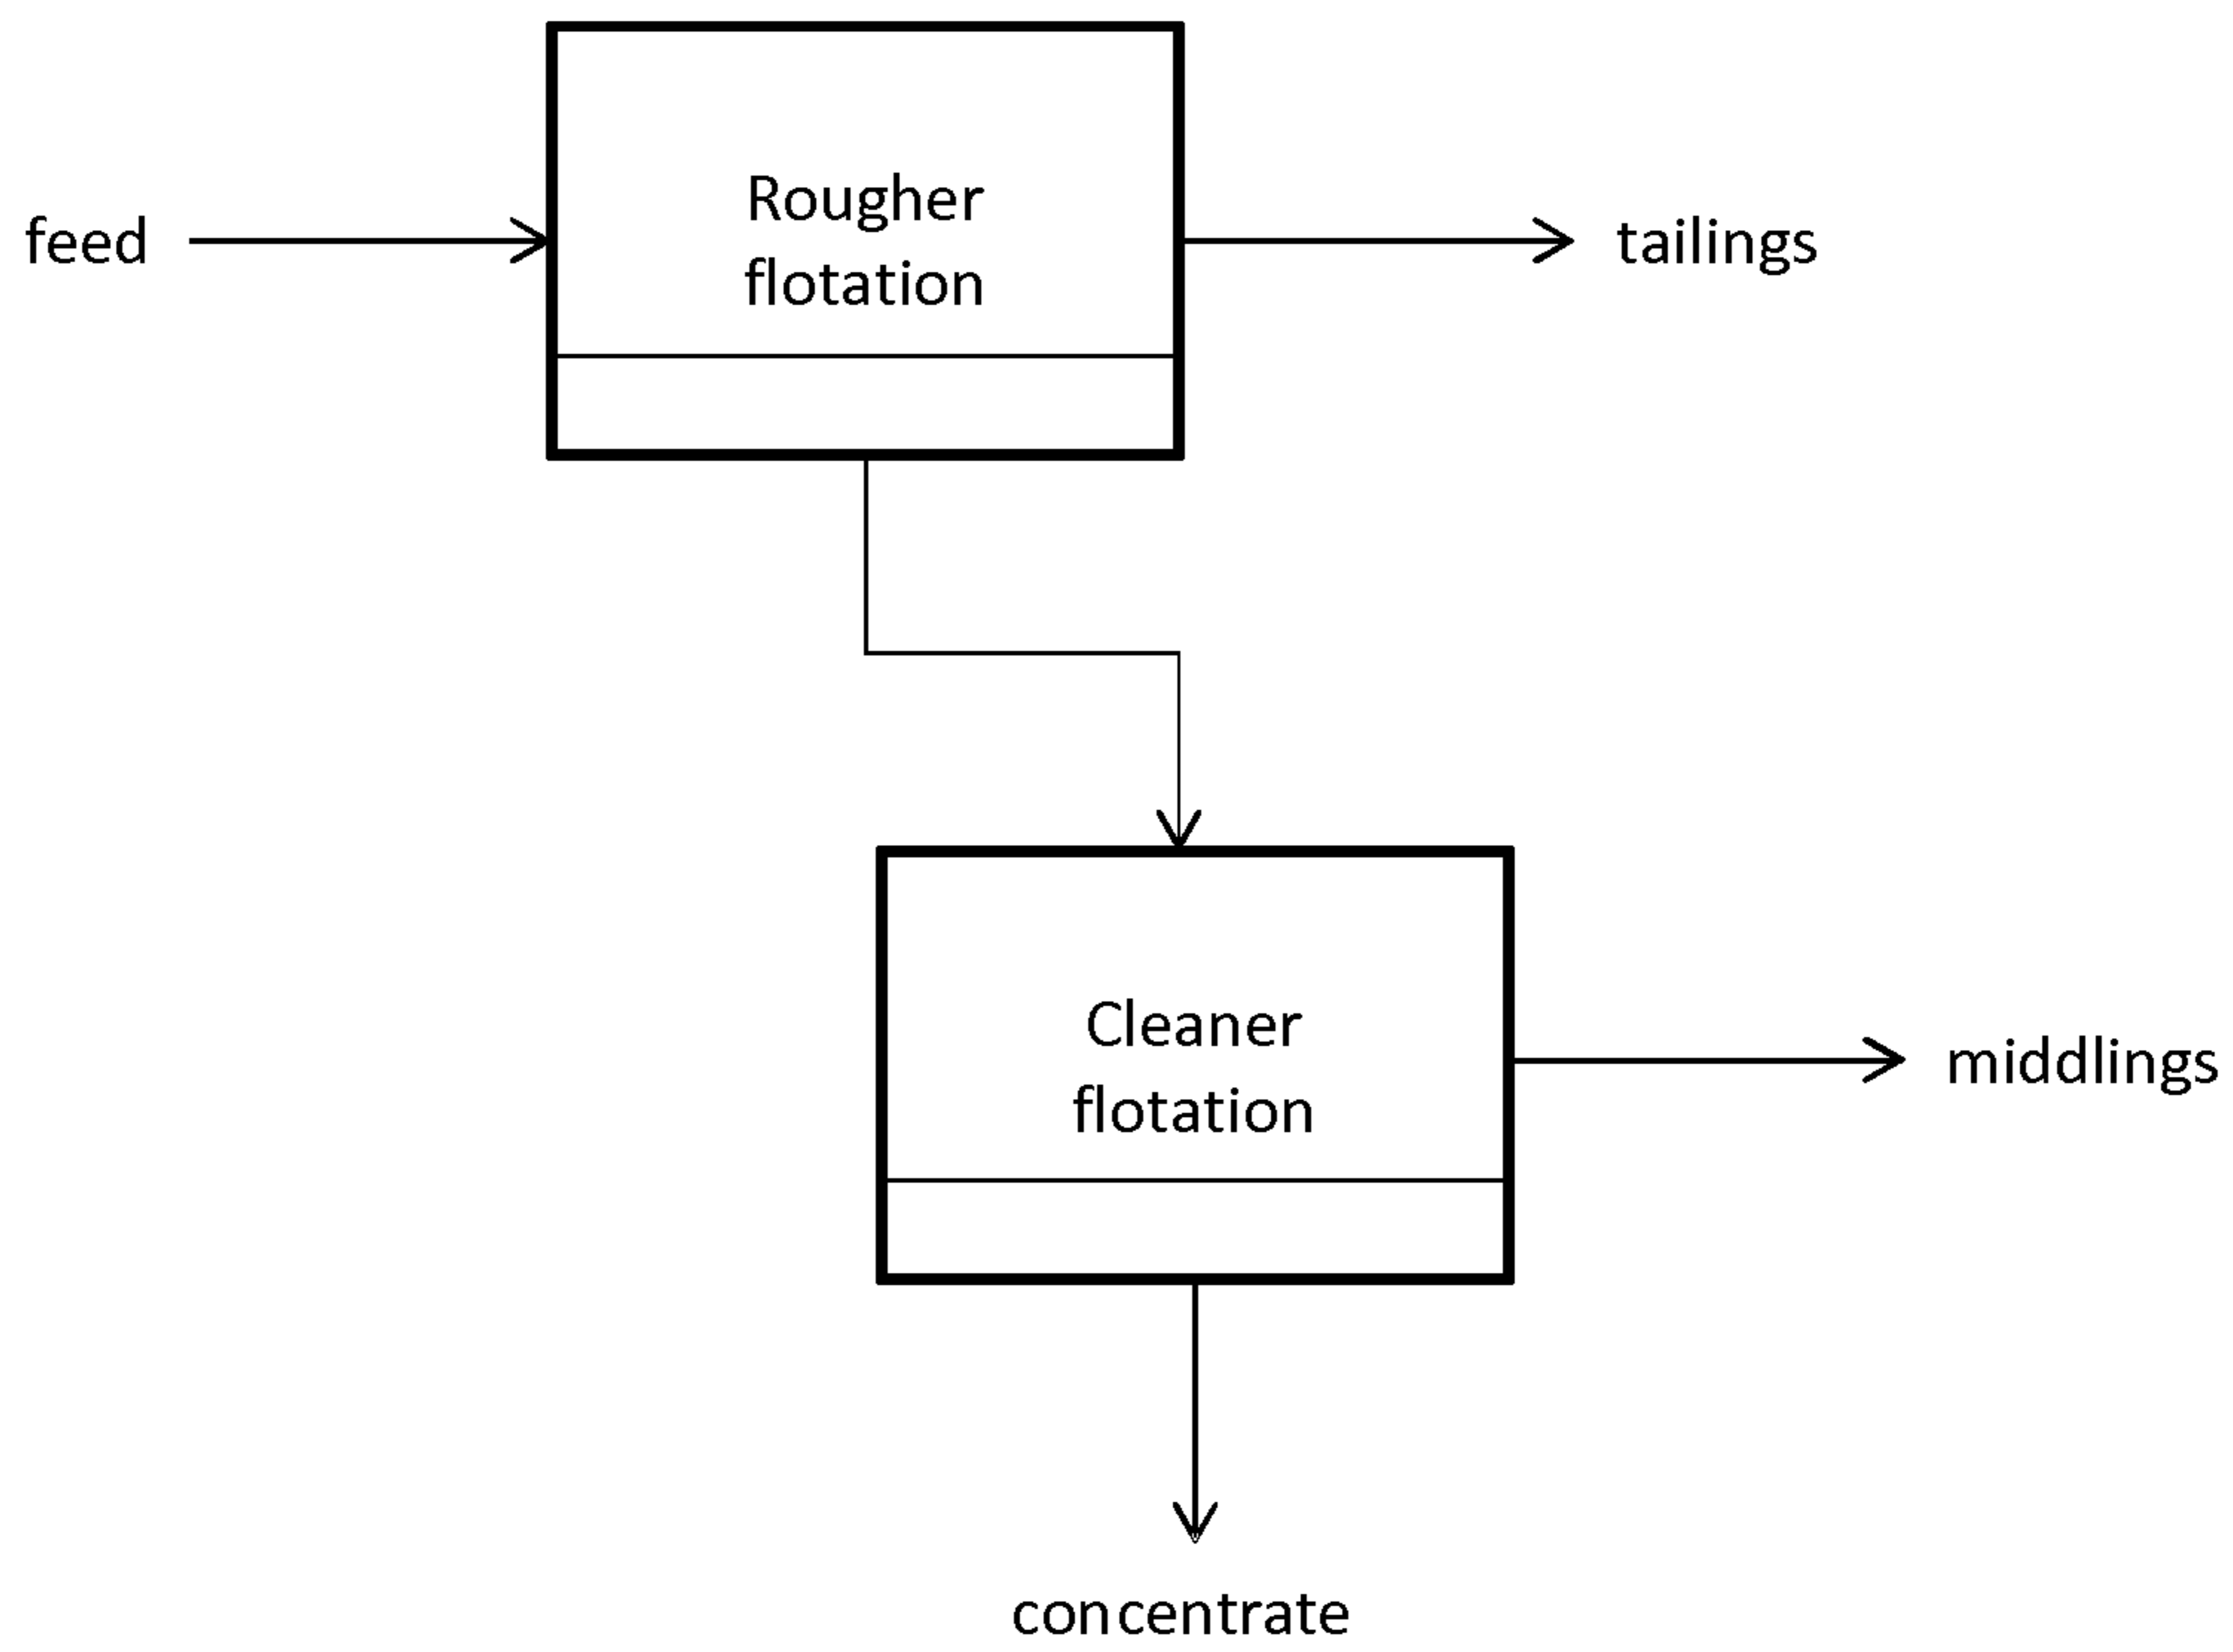 feed
Rougher
flotation
tailings
Cleaner
flotation
middlings
concentrate